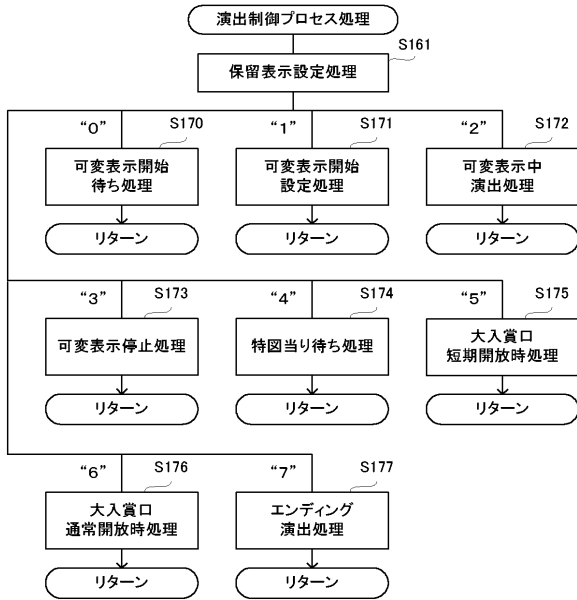 演出制御プロセス処理
S161
保留表示設定処理
“0”
S170
可変表示開始
待ち処理
リターン
“1”
S171
可変表示開始
設定処理
リターン
“2”
S172
可変表示中
演出処理
リターン
“3”
S173
可変表示停止処理
リターン
“4”
S174
特図当り待ち処理
リターン
“5”
S175
大入賞口
短期開放時処理
リターン
“6”
S176
大入賞口
通常開放時処理
リターン
“7”
S177
エンディング
演出処理
リターン